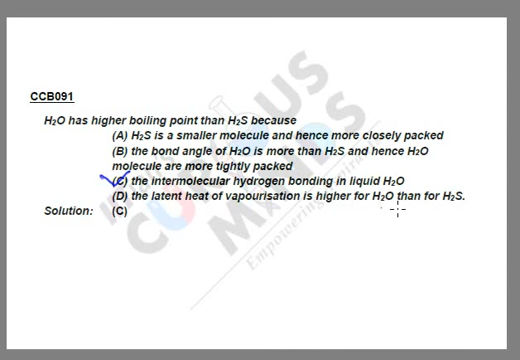 CCB091
H₂O has higher boiling point than H₂S because
(A) H₂S is a smaller molecule and hence more closely packed
(B) the bond angle of H₂O is more than H₂S and hence H₂O
molecule are more tightly packed
(C) the intermolecular hydrogen bonding in liquid H₂O
(D) the latent heat of vapourisation is higher for H₂O than for H₂S.
Solution: (C)